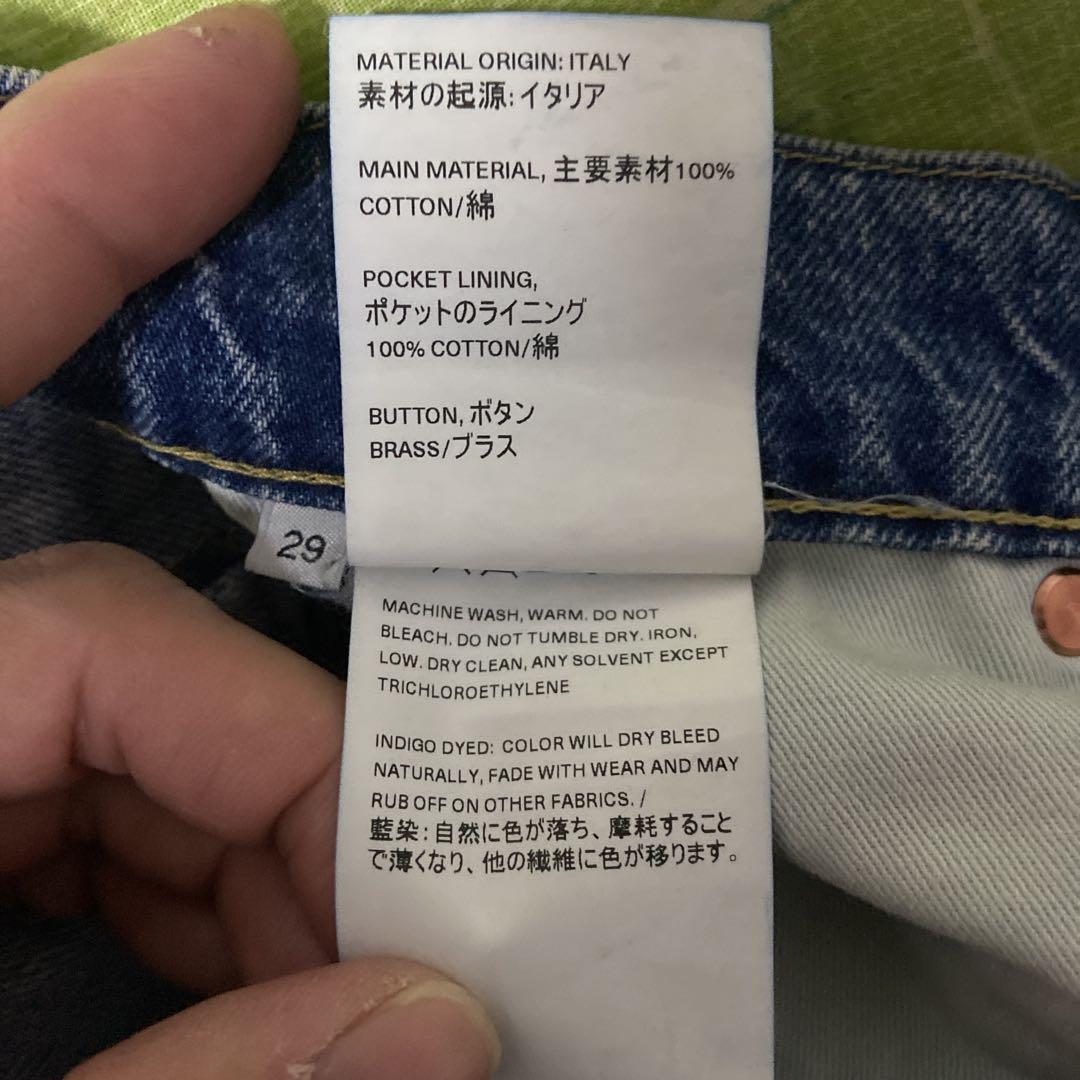 MATERIAL ORIGIN: ITALY
素材の起源:イタリア
MAIN MATERIAL, 主要素材100%
COTTON/綿
POCKET LINING,
ポケットのライニング
100% COTTON/綿
BUTTON, ボタン
BRASS/ブラス
29
MACHINE WASH, WARM. DO NOT
BLEACH. DO NOT TUMBLE DRY. IRON,
LOW. DRY CLEAN, ANY SOLVENT EXCEPT
TRICHLOROETHYLENE
INDIGO DYED: COLOR WILL DRY BLEED
NATURALLY, FADE WITH WEAR AND MAY
RUB OFF ON OTHER FABRICS. /
藍染:自然に色が落ち、摩耗すること
で薄くなり、他の繊維に色が移ります。